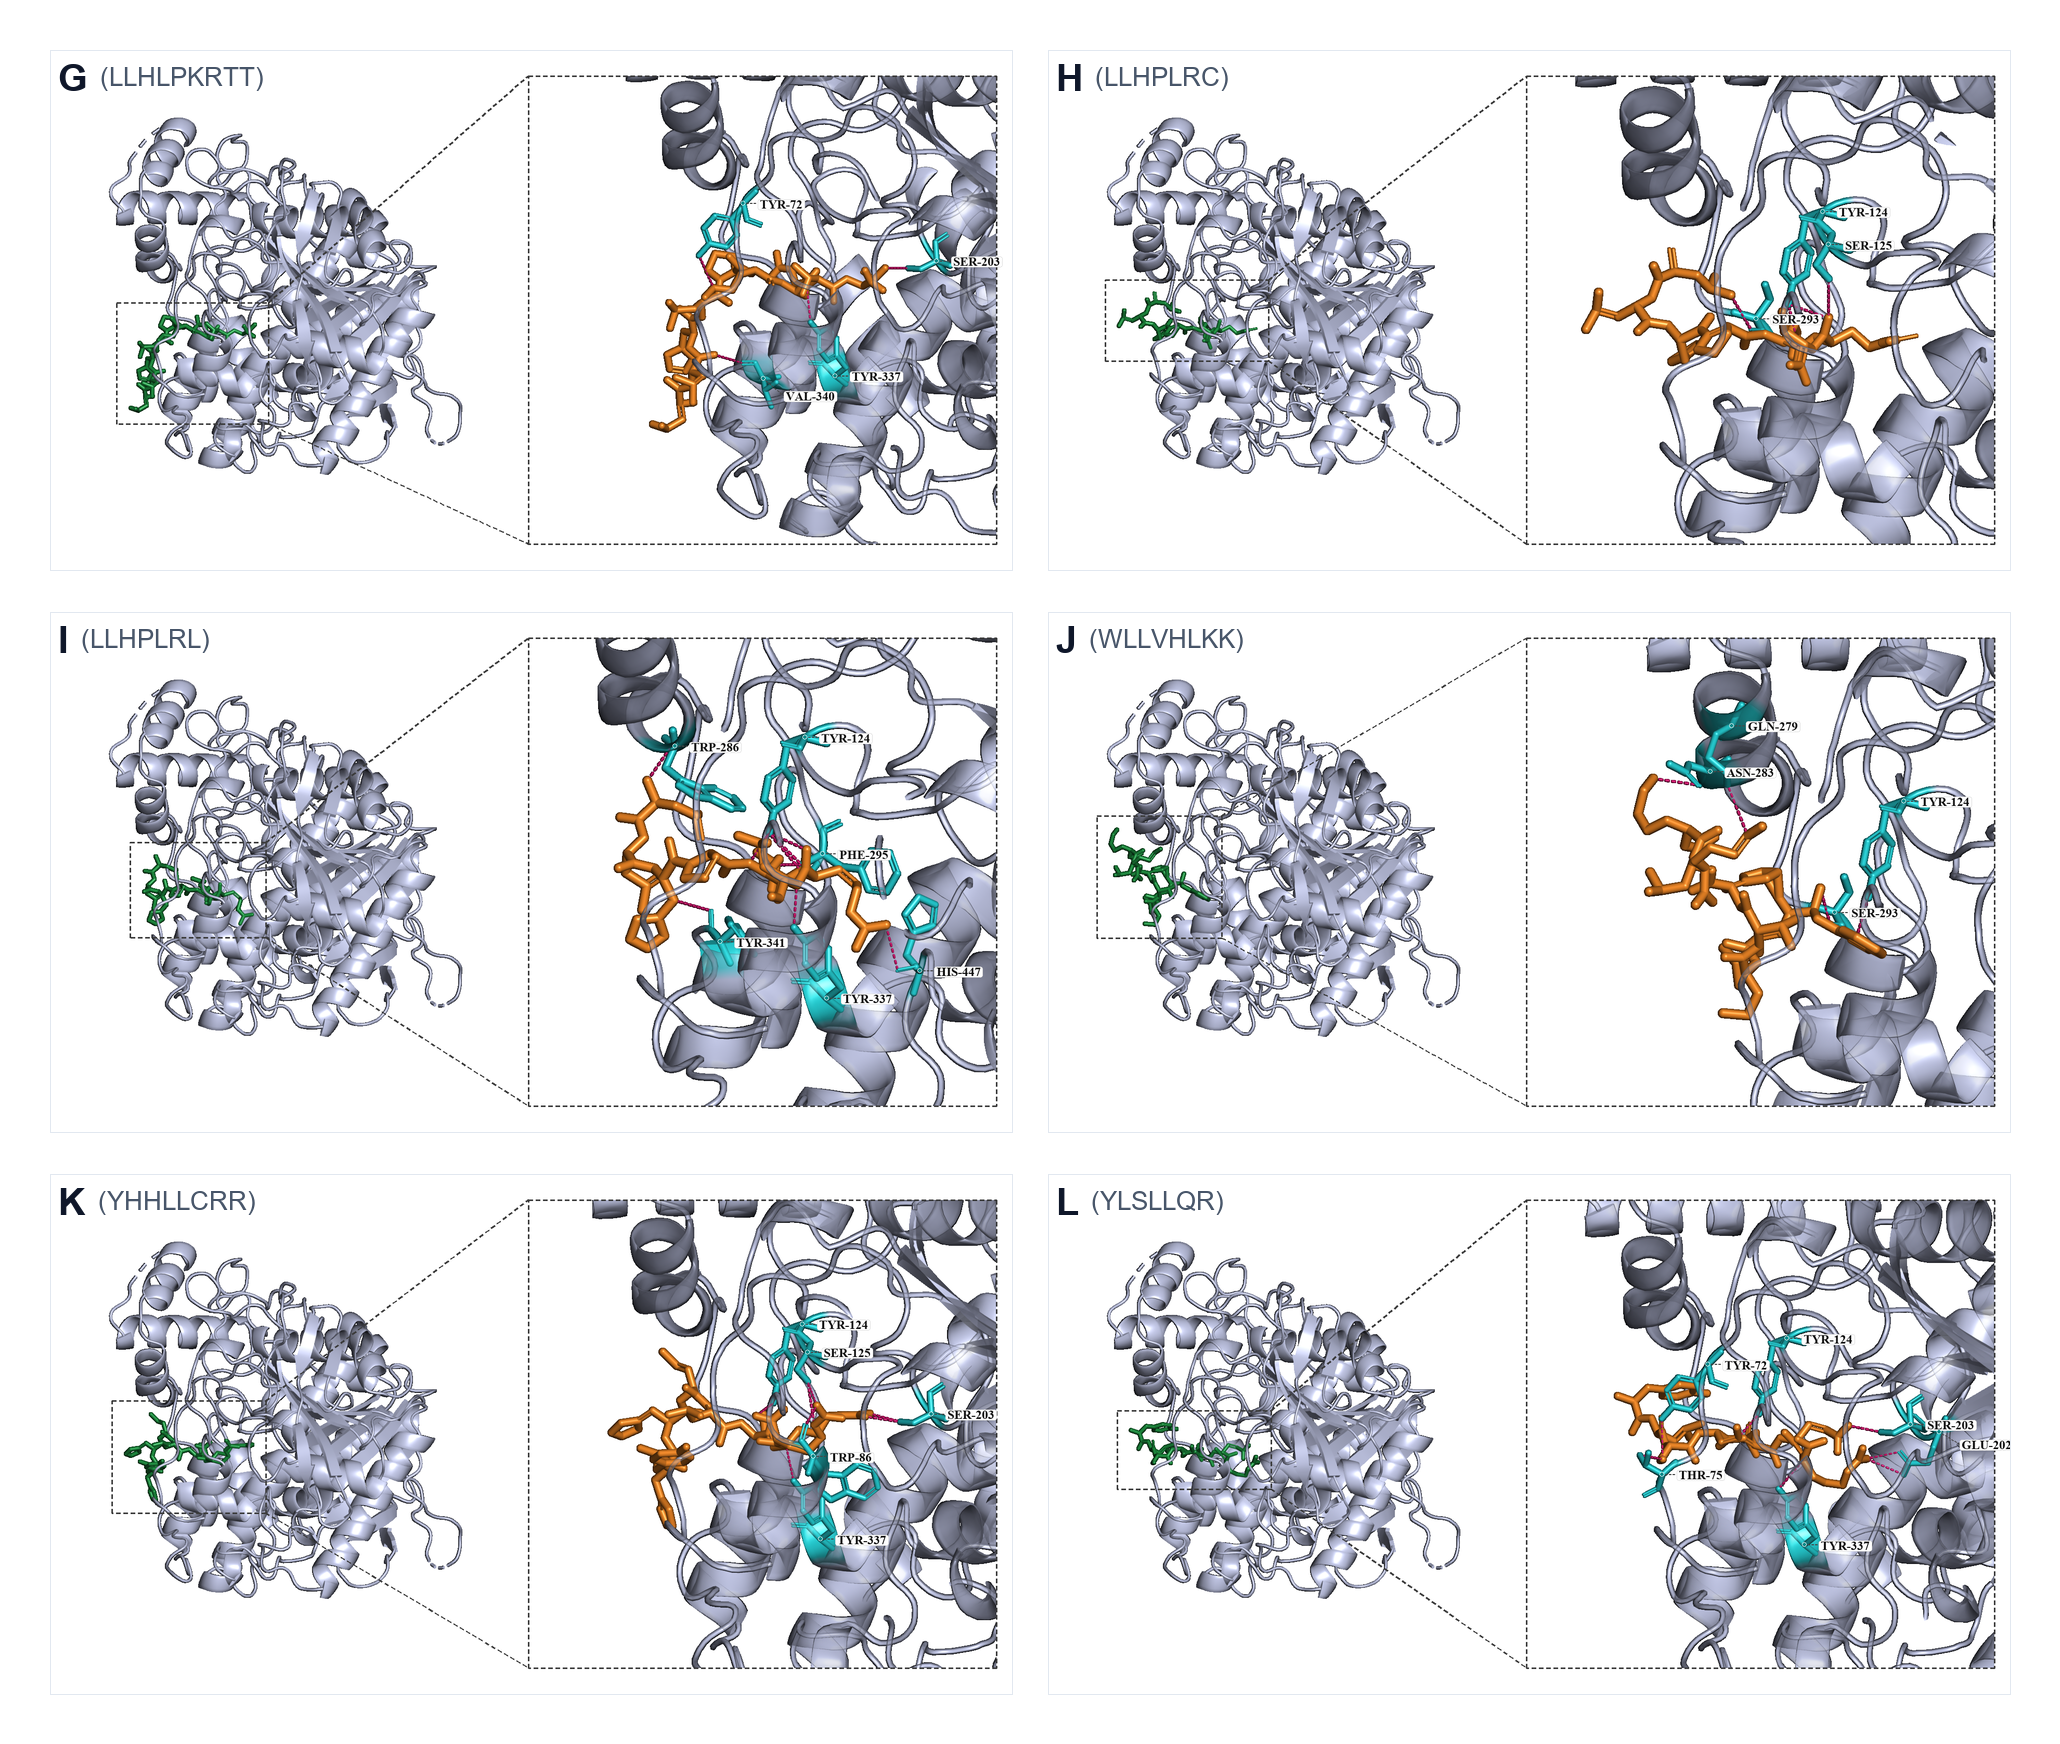 G (LLHLPKRTT)
TYR-72
SER-203
TYR-337
VAL-340
H (LLHPLRC)
TYR-124
SER-125
SER-293
I (LLHPLRL)
TRP-286
TYR-124
PHE-295
TYR-341
HIS-447
TYR-337
J (WLLVHLKK)
GLN-279
ASN-283
TYR-124
SER-293
K (YHHLLCRR)
TYR-124
SER-125
SER-203
TRP-86
TYR-337
L (YLSLLQR)
TYR-124
TYR-72
SER-203
GLU-202
THR-75
TYR-337